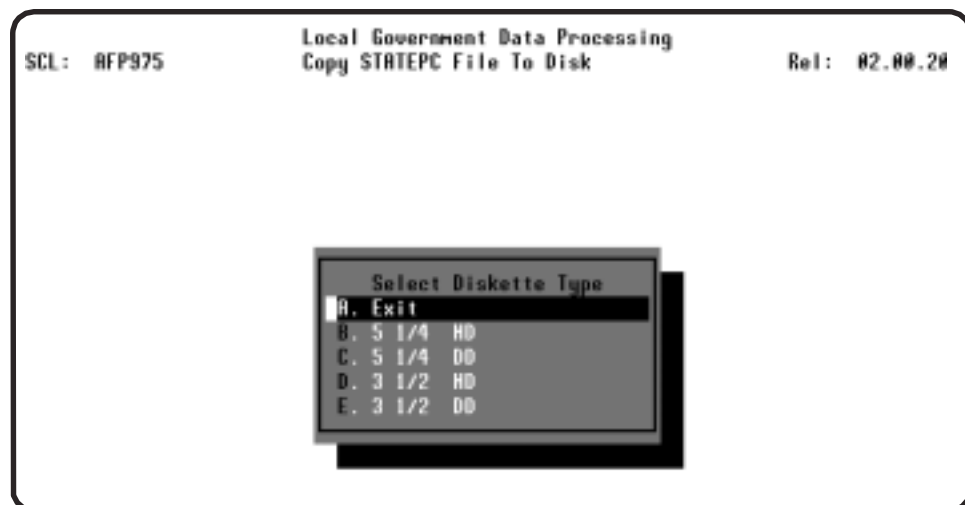 Local Government Data Processing
SCL: AFP975 Copy STATEPC File To Disk Rel: 02.00.20
Select Diskette Type
A. Exit
B. 5 1/4 HD
C. 5 1/4 DD
D. 3 1/2 HD
E. 3 1/2 DD